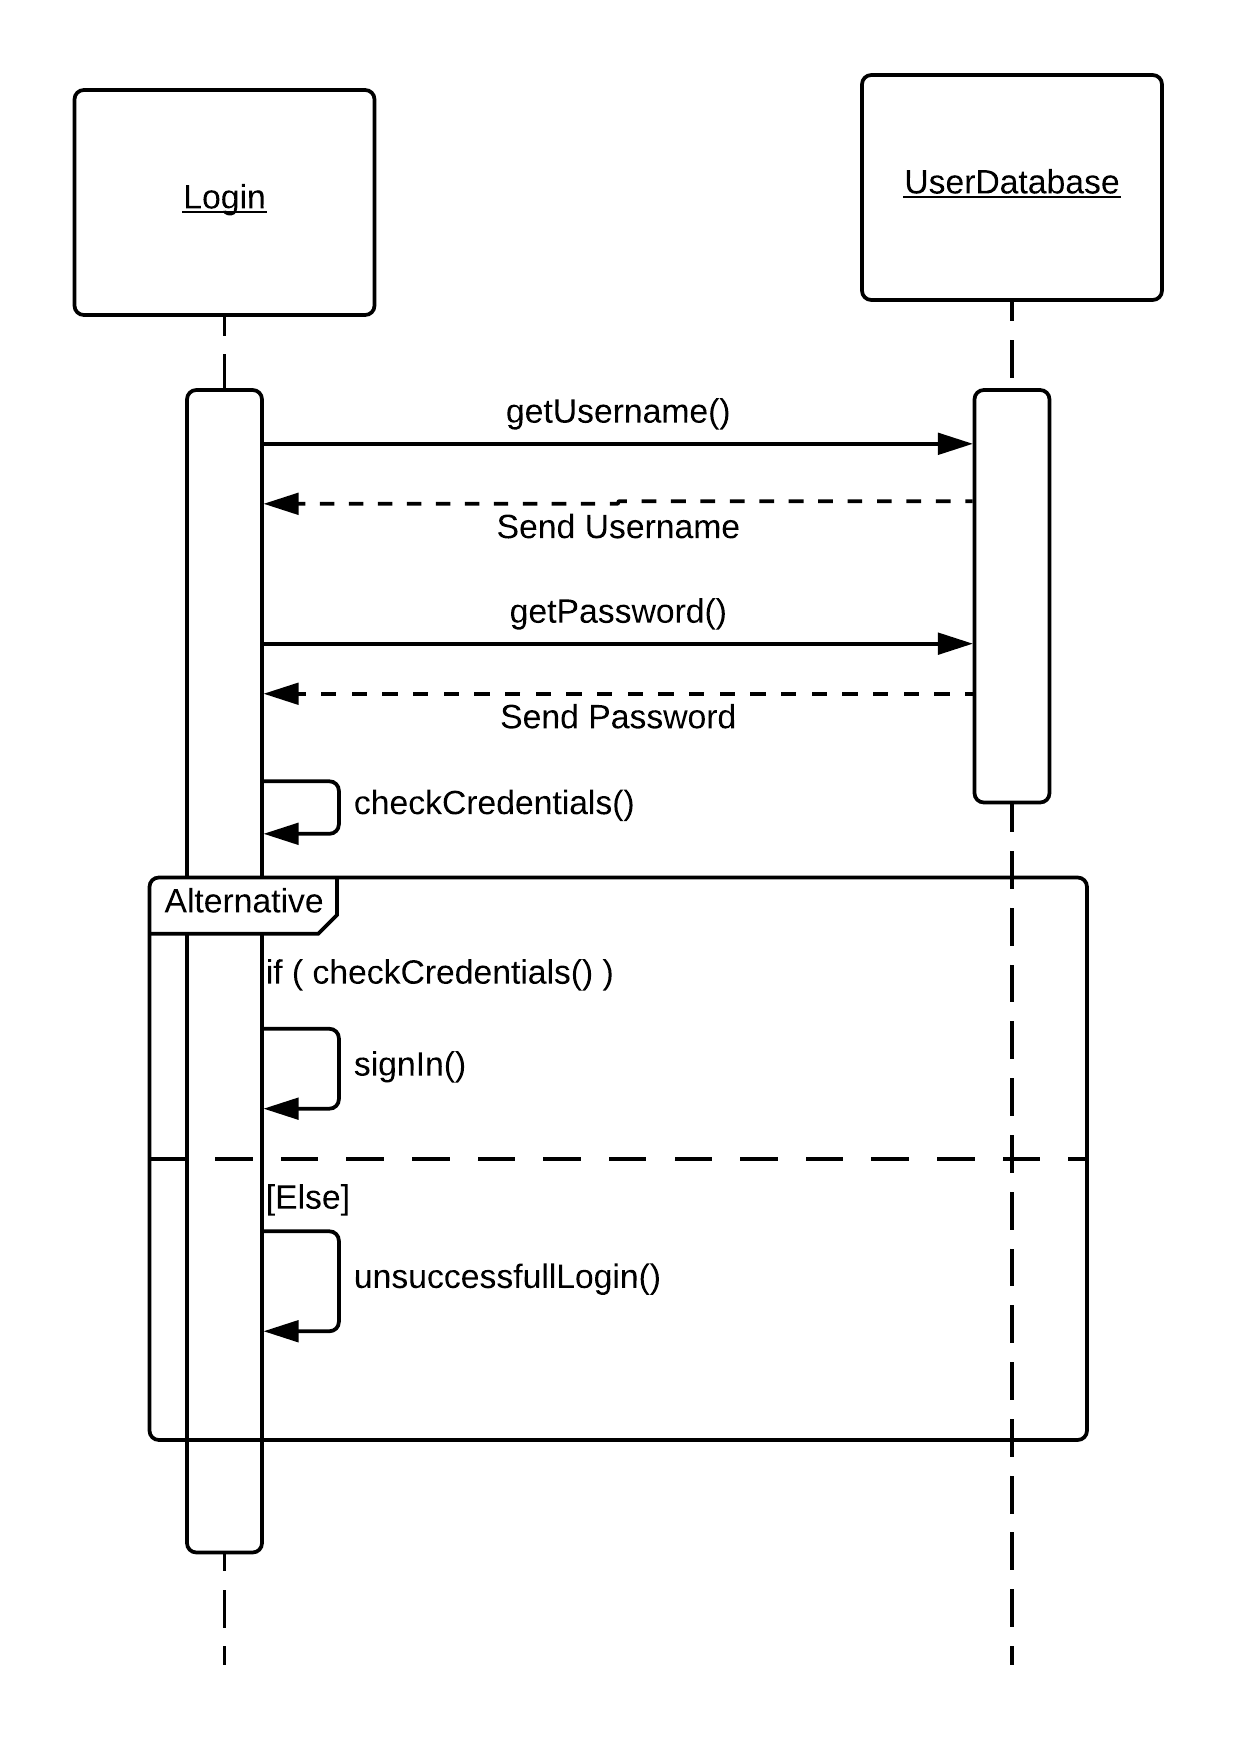 Login
UserDatabase
getUsername()
Send Username
getPassword()
Send Password
checkCredentials()
Alternative
if ( checkCredentials() )
signIn()
[Else]
unsuccessfullLogin()